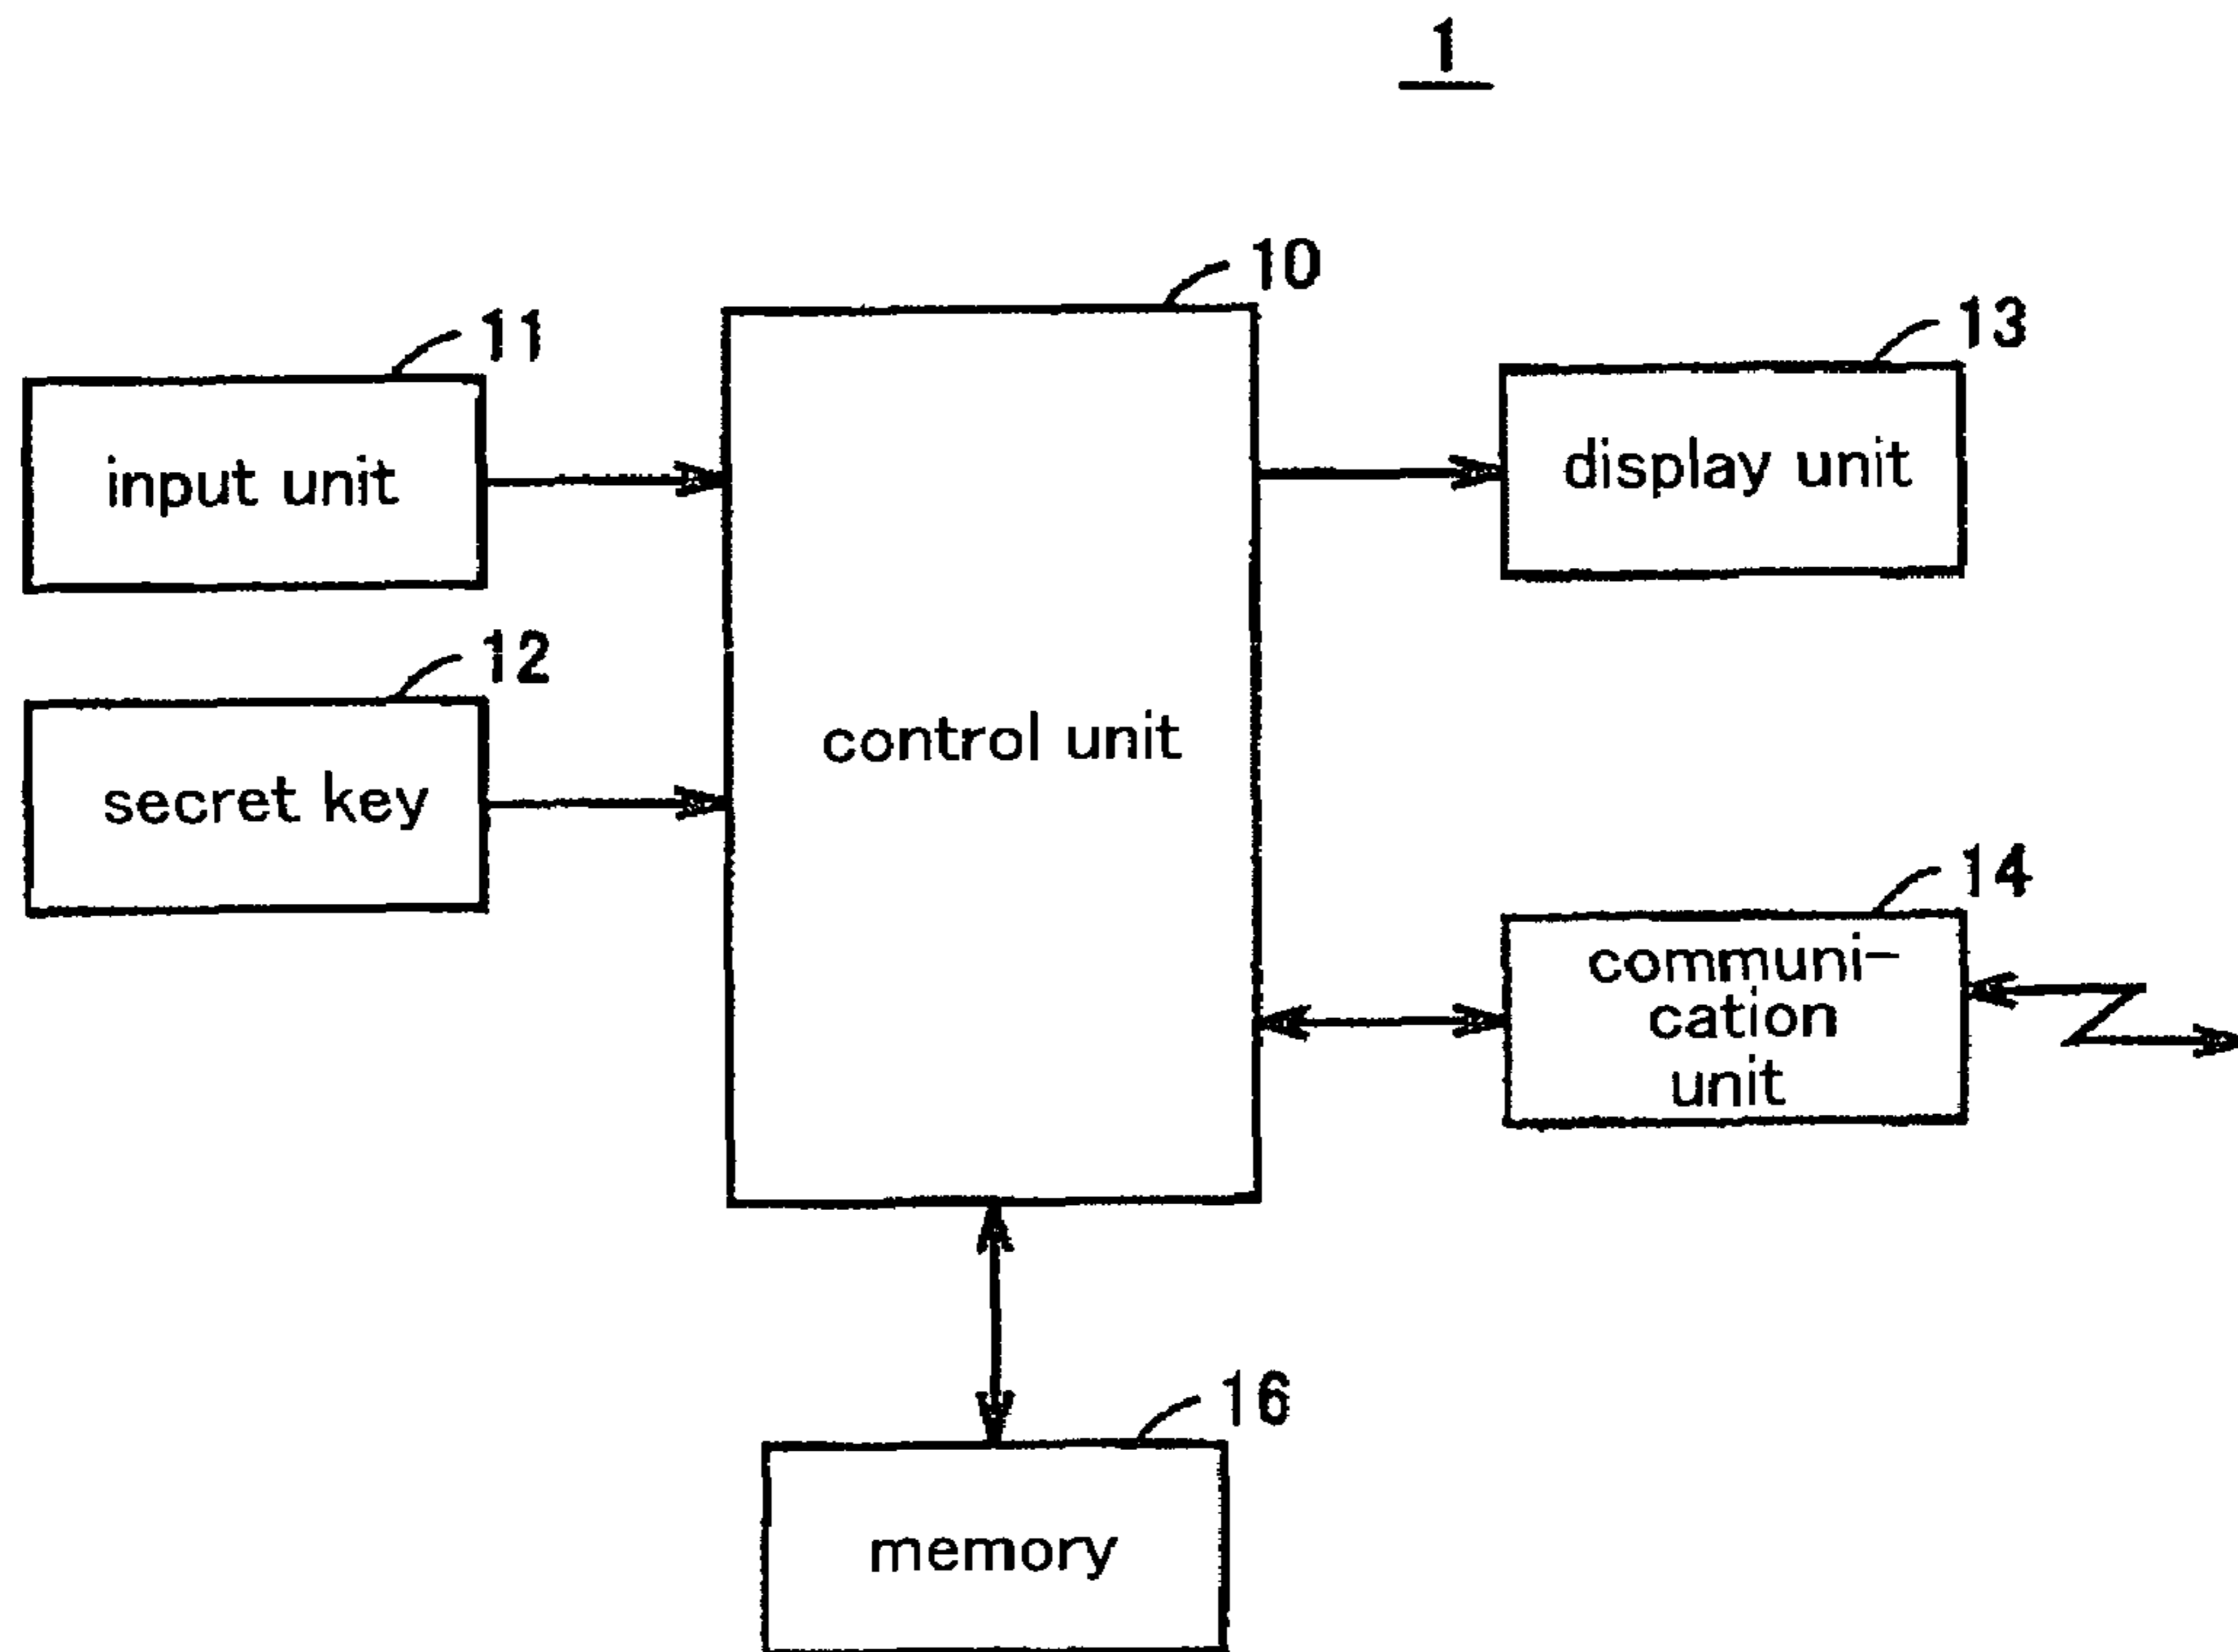 1
10
11
13
input unit
display unit
12
control unit
secret key
14
communi-
cation
unit
16
memory